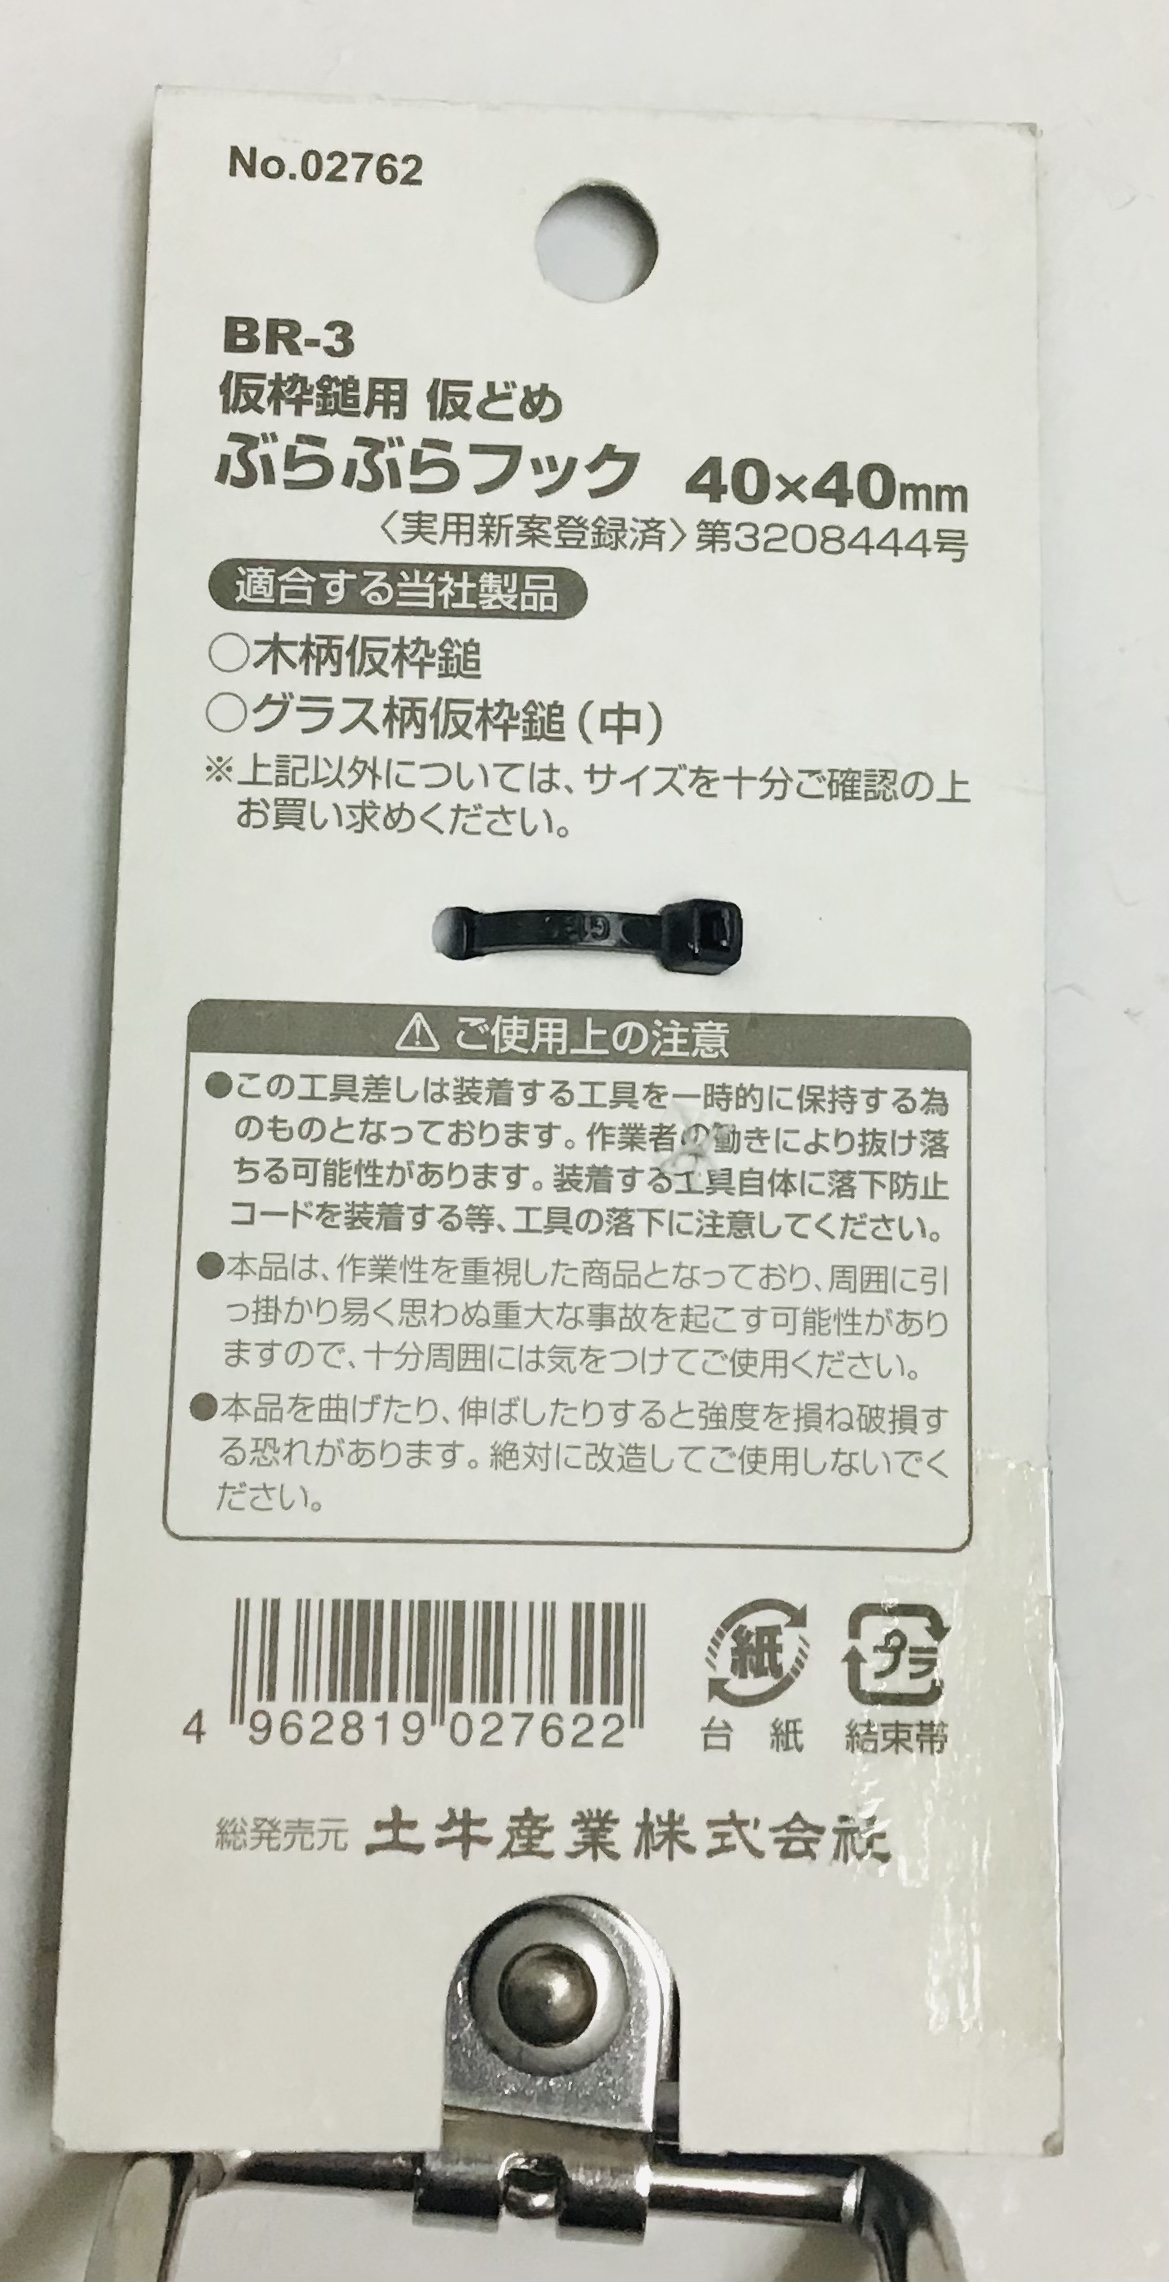 No.02762
BR-3
仮枠鎚用 仮どめ
ぶらぶらフック 40×40mm
〈実用新案登録済〉第3208444号
適合する当社製品
○木柄仮枠鎚
○グラス柄仮枠鎚(中)
※上記以外については、サイズを十分ご確認の上
お買い求めください。
⚠ご使用上の注意
●この工具差しは装着する工具を一時的に保持する為
のものとなっております。作業者の働きにより抜け落
ちる可能性があります。装着する工具自体に落下防止
コードを装着する等、工具の落下に注意してください。
●本品は、作業性を重視した商品となっており、周囲に引
っ掛かり易く思わぬ重大な事故を起こす可能性があり
ますので、十分周囲には気をつけてご使用ください。
●本品を曲げたり、伸ばしたりすると強度を損ね破損す
る恐れがあります。絶対に改造してご使用しないでく
ださい。
紙 プラ
4 962819 027622
台紙 結束帯
総発売元 土牛産業株式会社